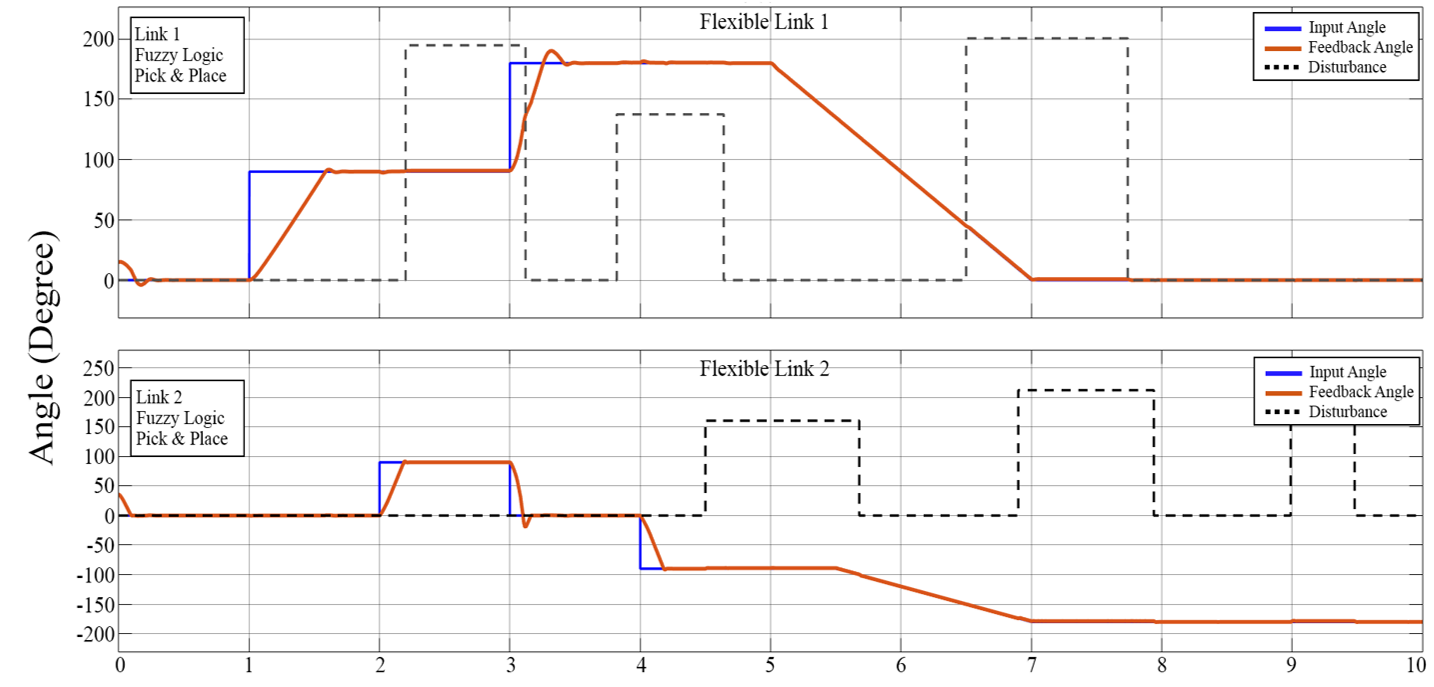 Flexible Link 1
Link 1
Fuzzy Logic
Pick & Place
Input Angle
Feedback Angle
Disturbance
200
150
100
50
0
Angle (Degree)
Flexible Link 2
Link 2
Fuzzy Logic
Pick & Place
Input Angle
Feedback Angle
Disturbance
250
200
150
100
50
0
-50
-100
-150
-200
0 1 2 3 4 5 6 7 8 9 10